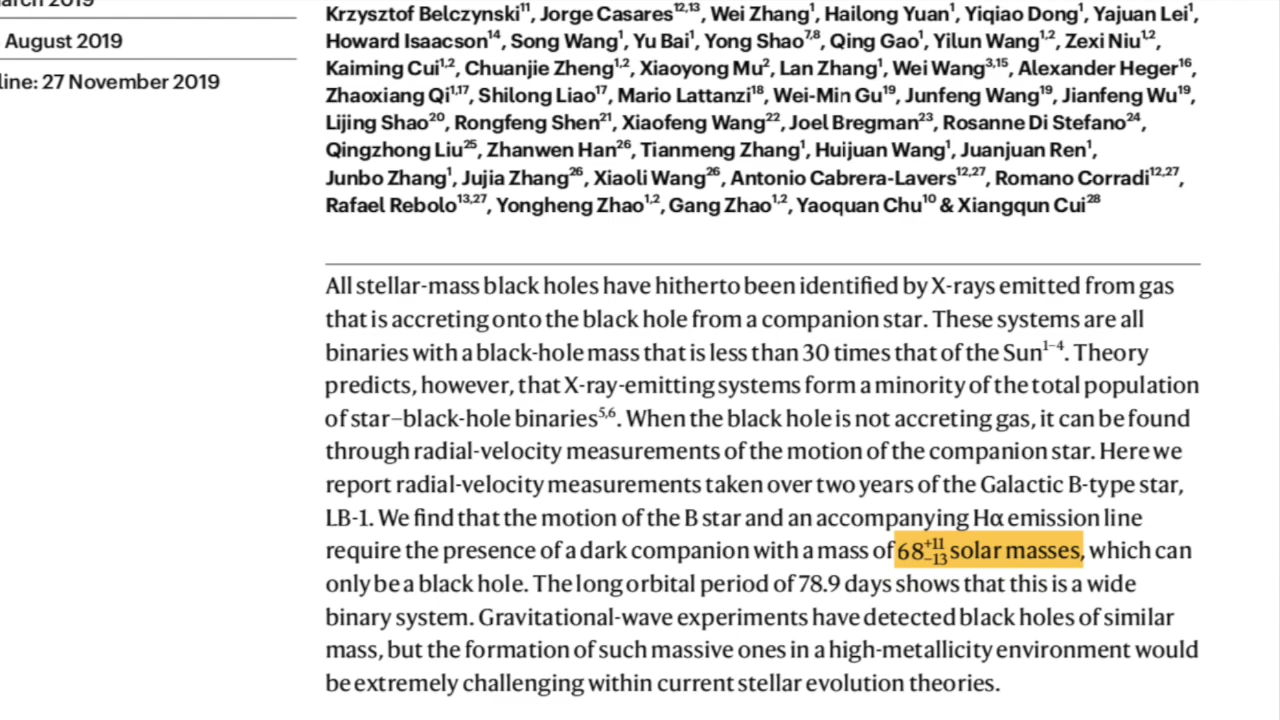 arch 2019
August 2019
line: 27 November 2019
Krzysztof Belczynski11, Jorge Casares12,13, Wei Zhang1, Hailong Yuan1, Yiqiao Dong1, Yajuan Lei1,
Howard Isaacson14, Song Wang1, Yu Bai1, Yong Shao7,8, Qing Gao1, Yilun Wang1,2, Zexi Niu1,2,
Kaiming Cui1,2, Chuanjie Zheng1,2, Xiaoyong Mu2, Lan Zhang1, Wei Wang3,15, Alexander Heger16,
Zhaoxiang Qi1,17, Shilong Liao17, Mario Lattanzi18, Wei-Min Gu19, Junfeng Wang19, Jianfeng Wu19,
Lijing Shao20, Rongfeng Shen21, Xiaofeng Wang22, Joel Bregman23, Rosanne Di Stefano24,
Qingzhong Liu25, Zhanwen Han26, Tianmeng Zhang1, Huijuan Wang1, Juanjuan Ren1,
Junbo Zhang1, Jujia Zhang26, Xiaoli Wang26, Antonio Cabrera-Lavers12,27, Romano Corradi12,27,
Rafael Rebolo13,27, Yongheng Zhao1,2, Gang Zhao1,2, Yaoquan Chu10 & Xiangqun Cui28
All stellar-mass black holes have hitherto been identified by X-rays emitted from gas
that is accreting onto the black hole from a companion star. These systems are all
binaries with a black-hole mass that is less than 30 times that of the Sun1–4. Theory
predicts, however, that X-ray-emitting systems form a minority of the total population
of star–black-hole binaries5,6. When the black hole is not accreting gas, it can be found
through radial-velocity measurements of the motion of the companion star. Here we
report radial-velocity measurements taken over two years of the Galactic B-type star,
LB-1. We find that the motion of the B star and an accompanying Hα emission line
require the presence of a dark companion with a mass of 68+11−13 solar masses, which can
only be a black hole. The long orbital period of 78.9 days shows that this is a wide
binary system. Gravitational-wave experiments have detected black holes of similar
mass, but the formation of such massive ones in a high-metallicity environment would
be extremely challenging within current stellar evolution theories.